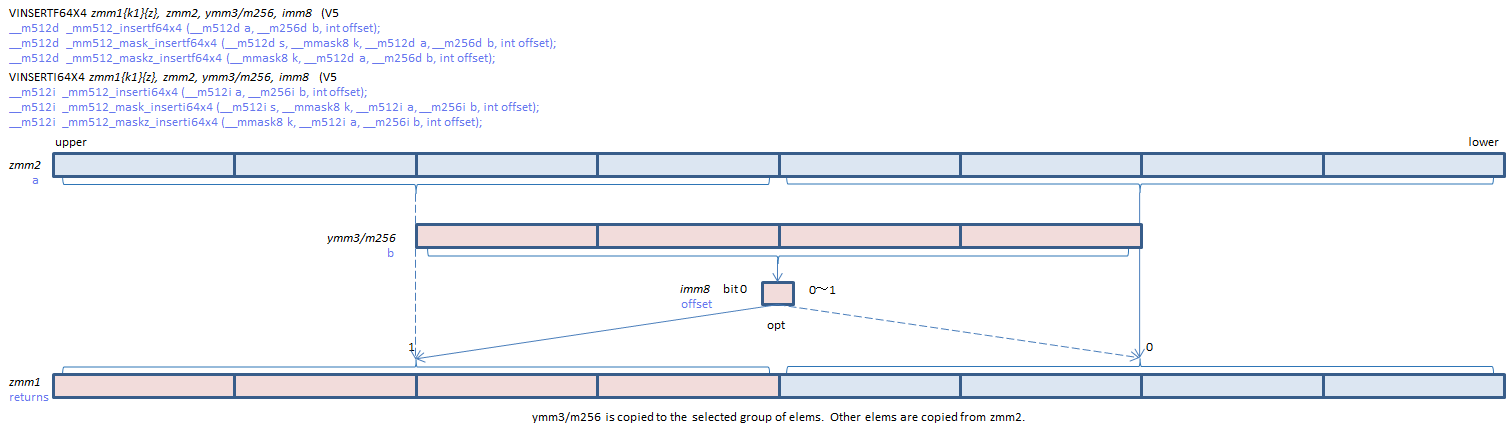 VINSERTF64X4 zmm1{k1}{z}, zmm2, ymm3/m256, imm8 (V5
__m512d _mm512_insertf64x4 (__m512d a, __m256d b, int offset);
__m512d _mm512_mask_insertf64x4 (__m512d s, __mmask8 k, __m512d a, __m256d b, int offset);
__m512d _mm512_maskz_insertf64x4 (__mmask8 k, __m512d a, __m256d b, int offset);
VINSERTI64X4 zmm1{k1}{z}, zmm2, ymm3/m256, imm8 (V5
__m512i _mm512_inserti64x4 (__m512i a, __m256i b, int offset);
__m512i _mm512_mask_inserti64x4 (__m512i s, __mmask8 k, __m512i a, __m256i b, int offset);
__m512i _mm512_maskz_inserti64x4 (__mmask8 k, __m512i a, __m256i b, int offset);
upper lower
zmm2
a
ymm3/m256
b
imm8 bit 0 0～1
offset
opt
1 0
zmm1
returns
ymm3/m256 is copied to the selected group of elems. Other elems are copied from zmm2.